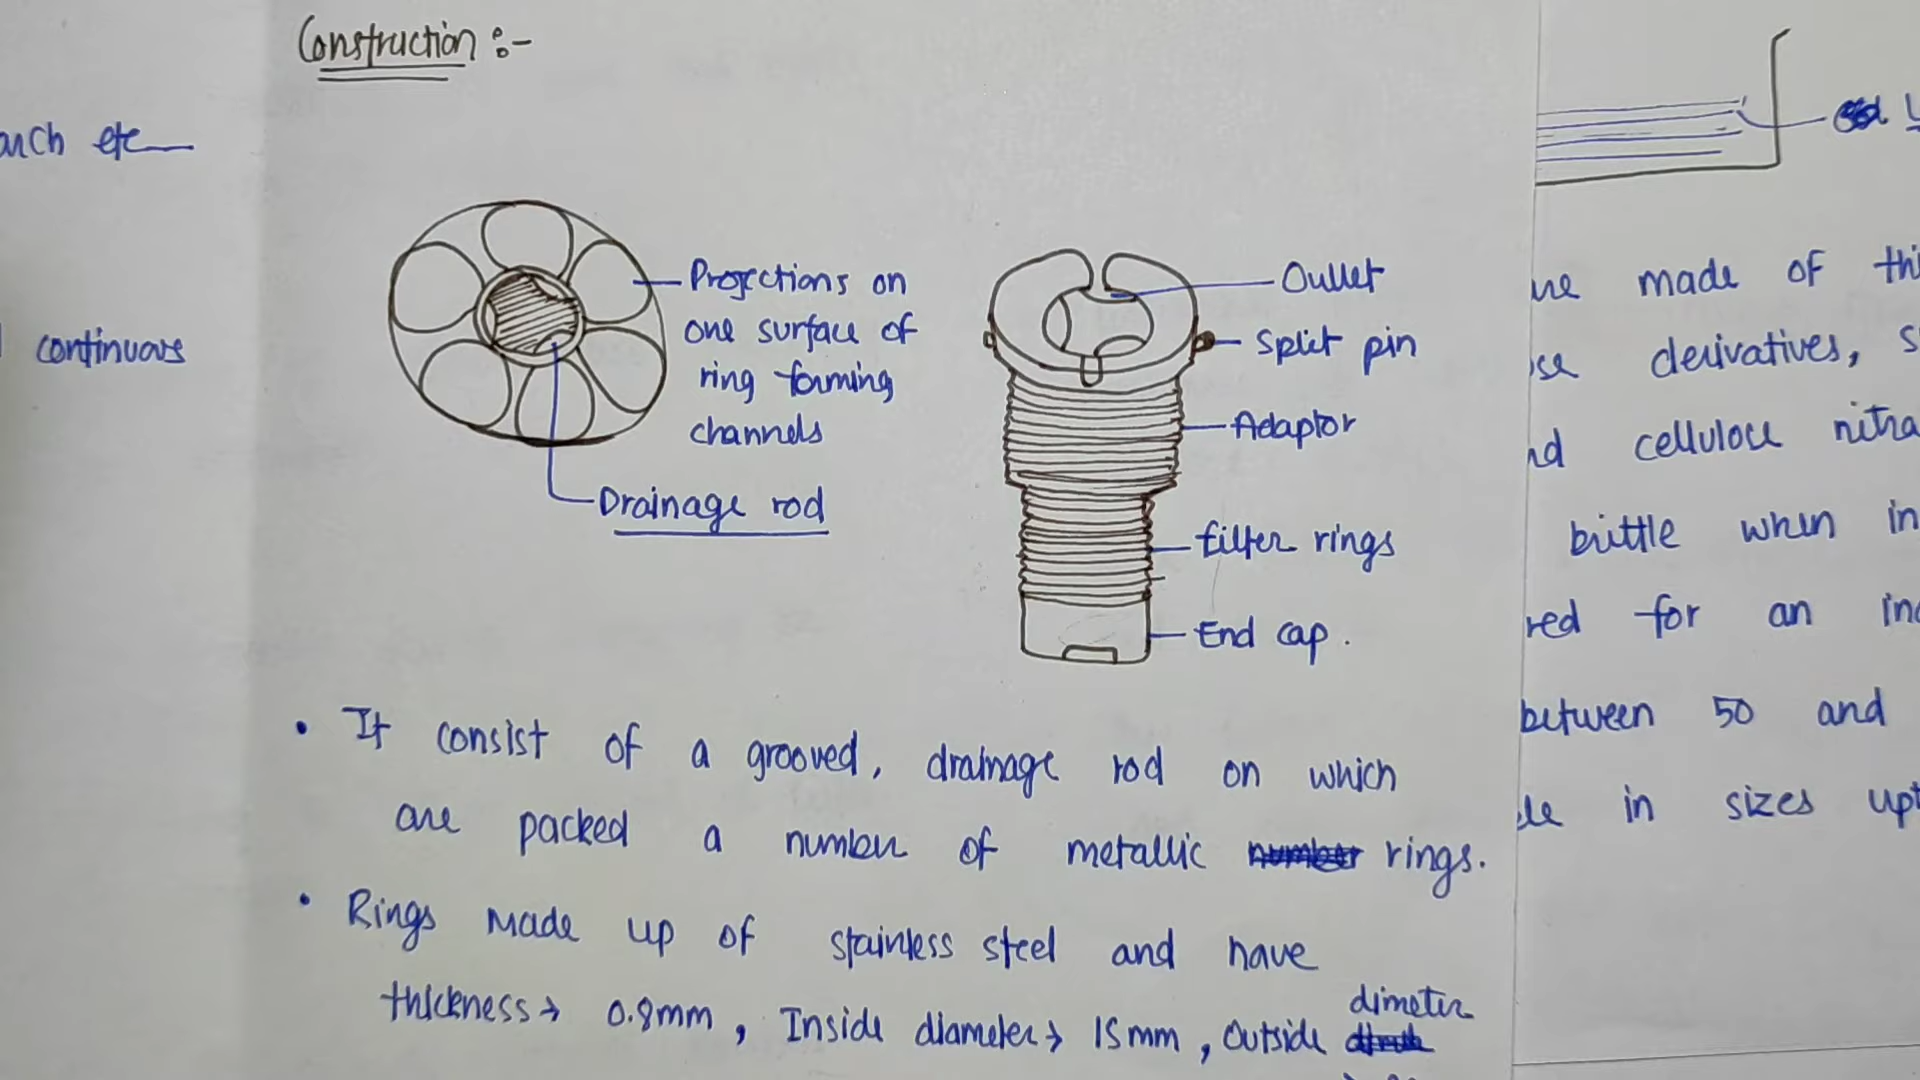 Construction :-
Projections on
one surface of
ring forming
channels
Drainage rod
Outlet
Split pin
Adaptor
filter rings
End cap.
• It consist of a grooved, drainage rod on which
are packed a number of metallic rings.
• Rings made up of stainless steel and have
thickness → 0.8mm, Inside diameter → 15mm, Outside dimeter
etc
continuous
made of
derivatives,
cellulose
brittle when in
for an
between 50 and
in sizes